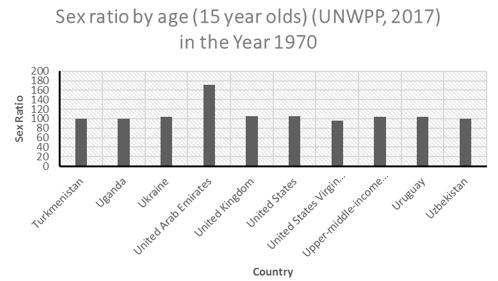 Sex ratio by age (15 year olds) (UNWPP, 2017)
in the Year 1970
200
180
160
140
120
100
80
60
40
20
0
Sex Ratio
Turkmenistan
Uganda
Ukraine
United Arab Emirates
United Kingdom
United States
United States Virgin...
Upper-middle-income...
Uruguay
Uzbekistan
Country